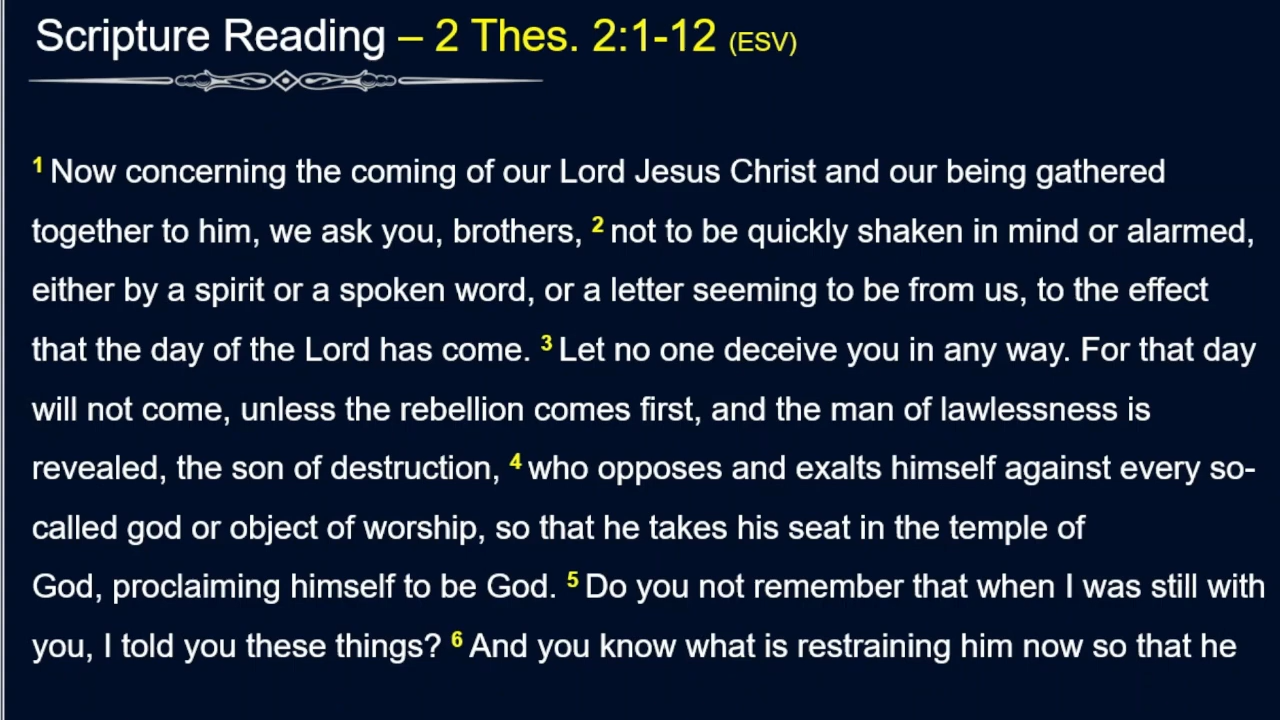 Scripture Reading – 2 Thes. 2:1-12 (ESV)
1 Now concerning the coming of our Lord Jesus Christ and our being gathered
together to him, we ask you, brothers, 2 not to be quickly shaken in mind or alarmed,
either by a spirit or a spoken word, or a letter seeming to be from us, to the effect
that the day of the Lord has come. 3 Let no one deceive you in any way. For that day
will not come, unless the rebellion comes first, and the man of lawlessness is
revealed, the son of destruction, 4 who opposes and exalts himself against every so-
called god or object of worship, so that he takes his seat in the temple of
God, proclaiming himself to be God. 5 Do you not remember that when I was still with
you, I told you these things? 6 And you know what is restraining him now so that he